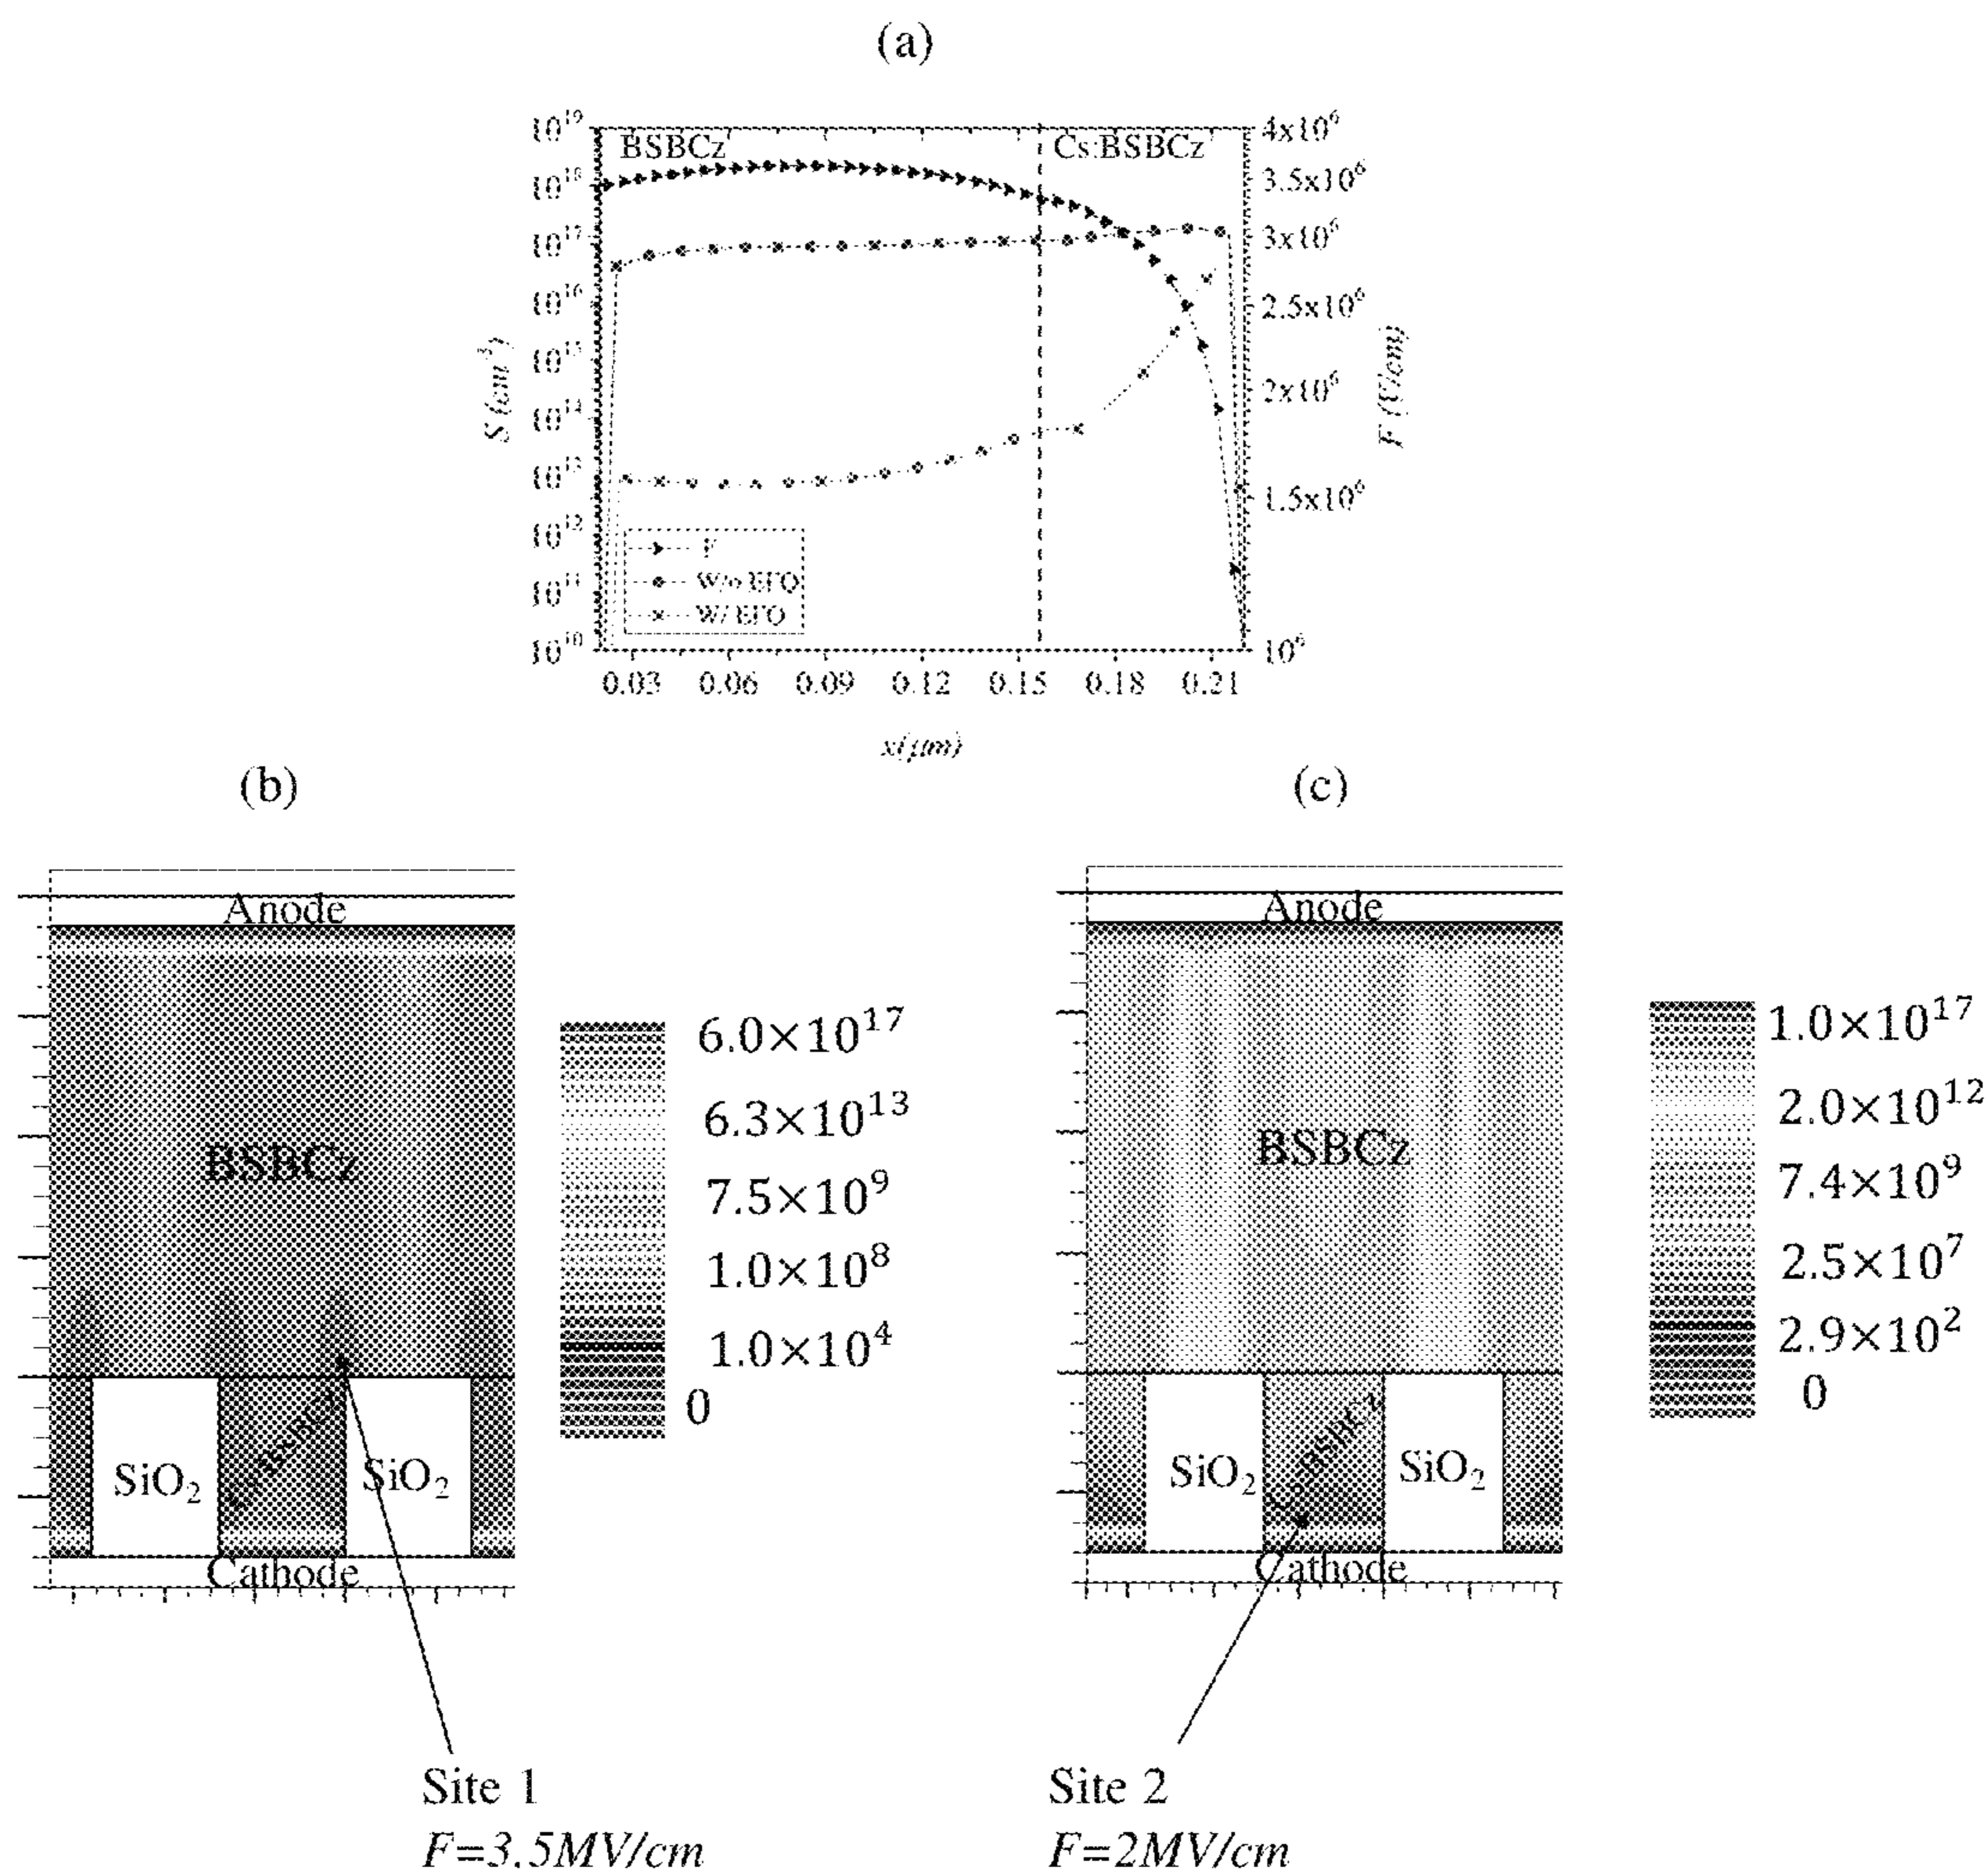 (a)
10^19
10^18
10^17
10^16
10^15
10^14
10^13
10^12
10^11
10^10
S (cm^-3)
BSBCz
Cs:BSBCz
4x10^6
3.5x10^6
3x10^6
2.5x10^6
2x10^6
1.5x10^6
10^6
F (V/cm)
F
W/o EFQ
W/ EFQ
0.03 0.06 0.09 0.12 0.15 0.18 0.21
x(μm)
(b)
Anode
BSBCz
SiO2
SiO2
Cathode
6.0×10^17
6.3×10^13
7.5×10^9
1.0×10^8
1.0×10^4
0
Site 1
F=3.5MV/cm
(c)
Anode
BSBCz
SiO2
Cs:BSBCz
SiO2
Cathode
1.0×10^17
2.0×10^12
7.4×10^9
2.5×10^7
2.9×10^2
0
Site 2
F=2MV/cm